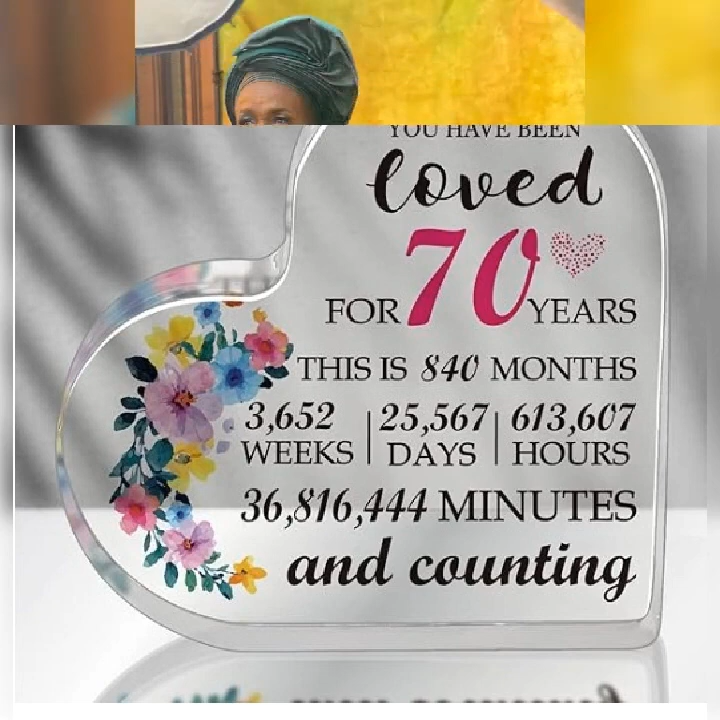 YOU HAVE BEEN
loved
FOR 70 YEARS
THIS IS 840 MONTHS
3,652 WEEKS | 25,567 DAYS | 613,607 HOURS
36,816,444 MINUTES
and counting